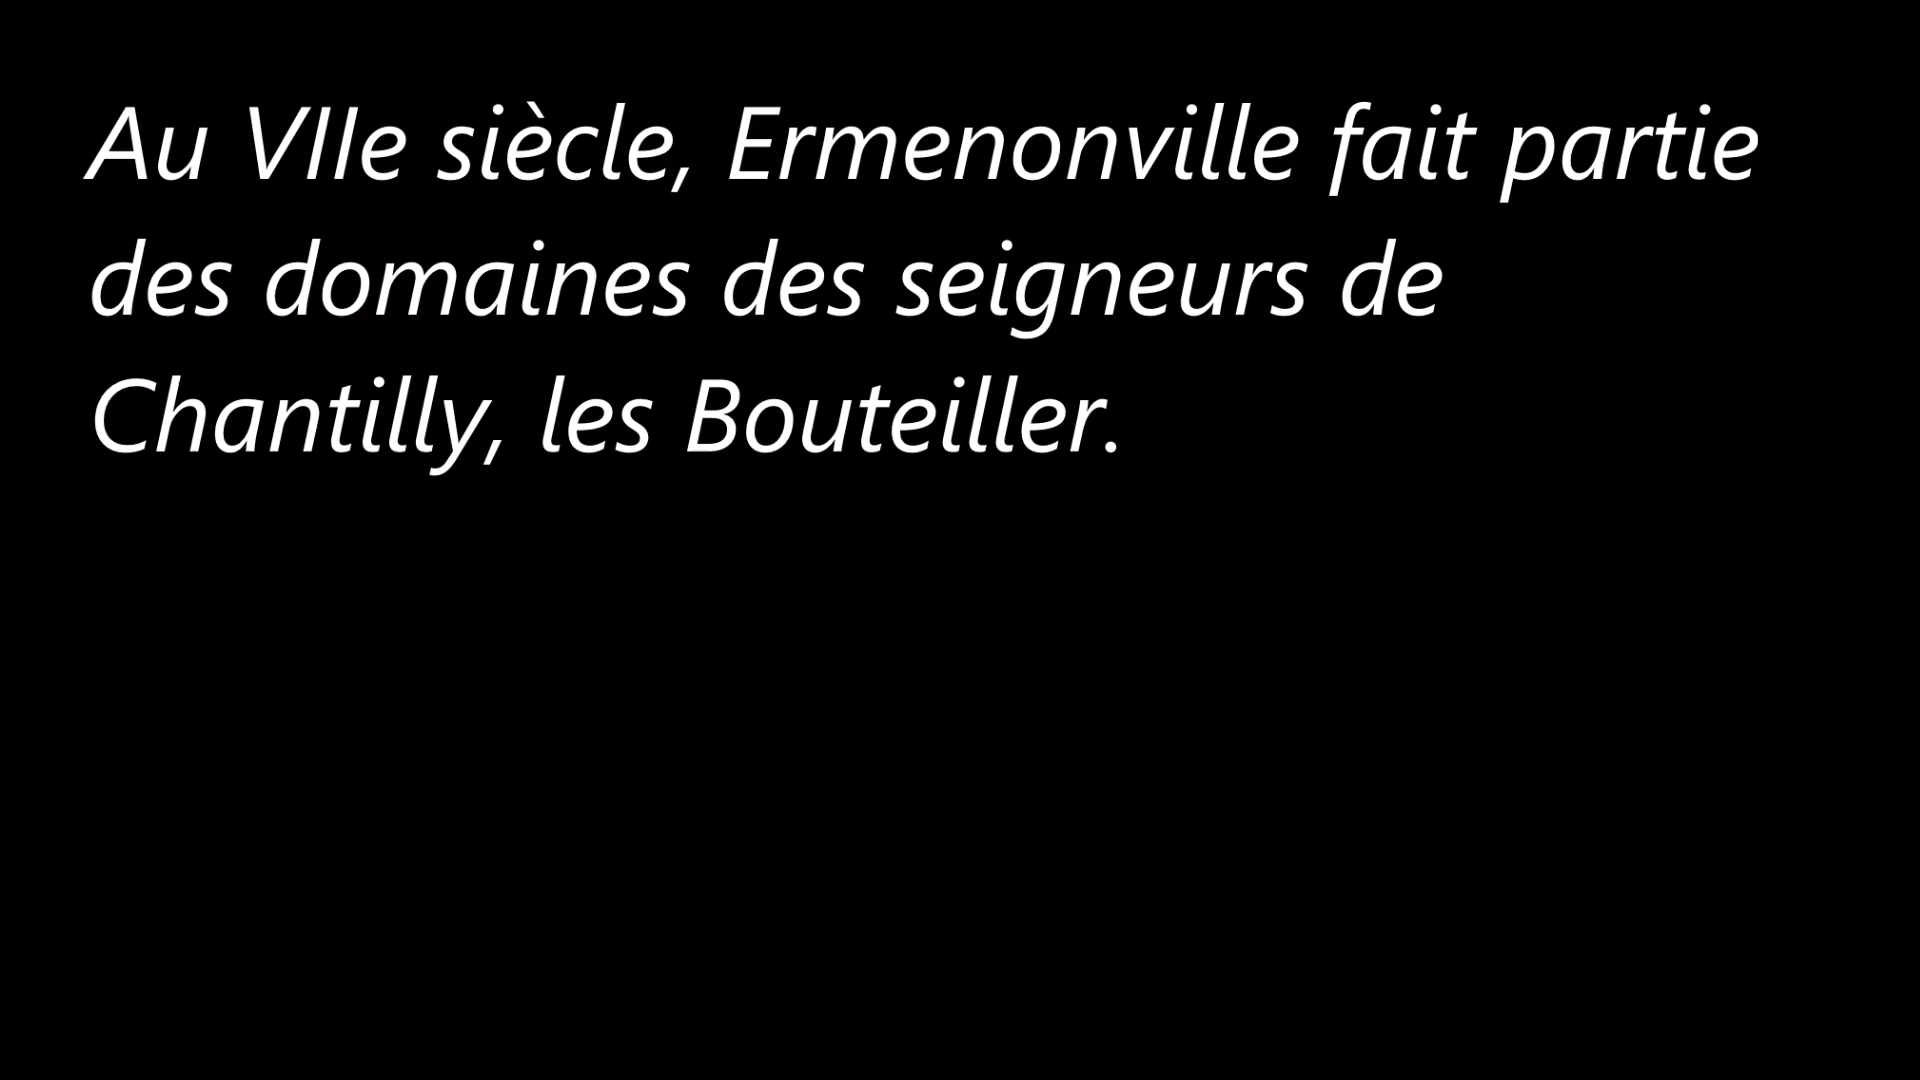 Au VIIe siècle, Ermenonville fait partie
des domaines des seigneurs de
Chantilly, les Bouteiller.